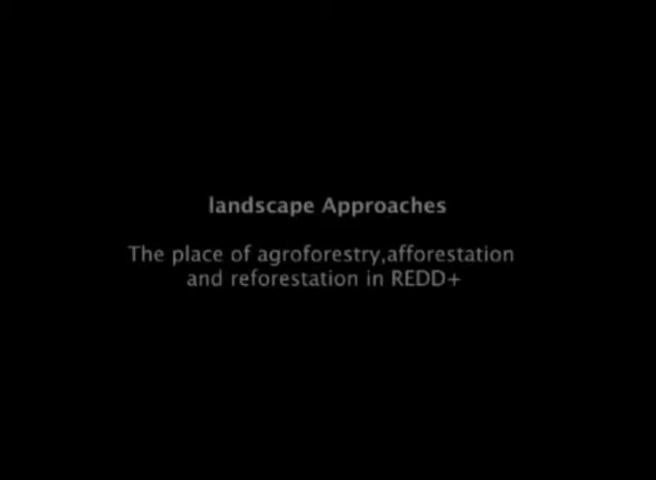 landscape Approaches
The place of agroforestry,afforestation
and reforestation in REDD+